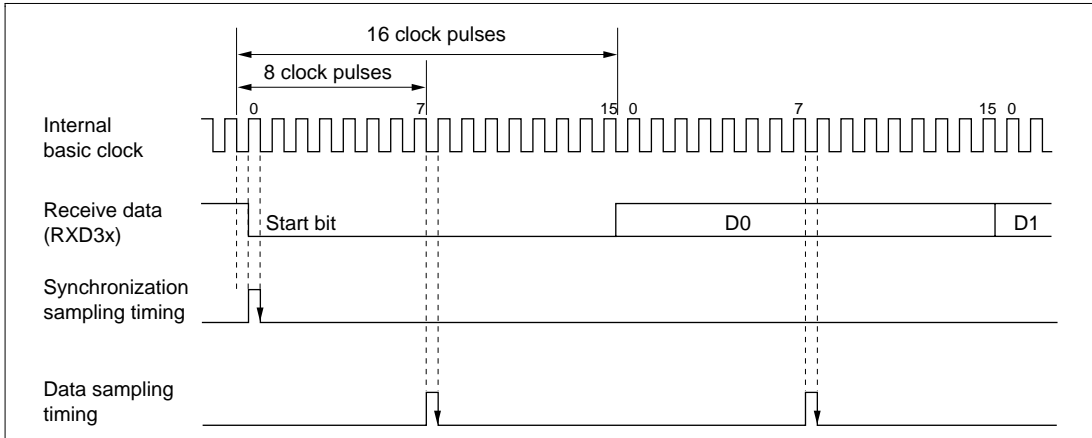 16 clock pulses
8 clock pulses
0 7 15 0 7 15 0
Internal
basic clock
Receive data
(RXD3x)
Start bit D0 D1
Synchronization
sampling timing
Data sampling
timing